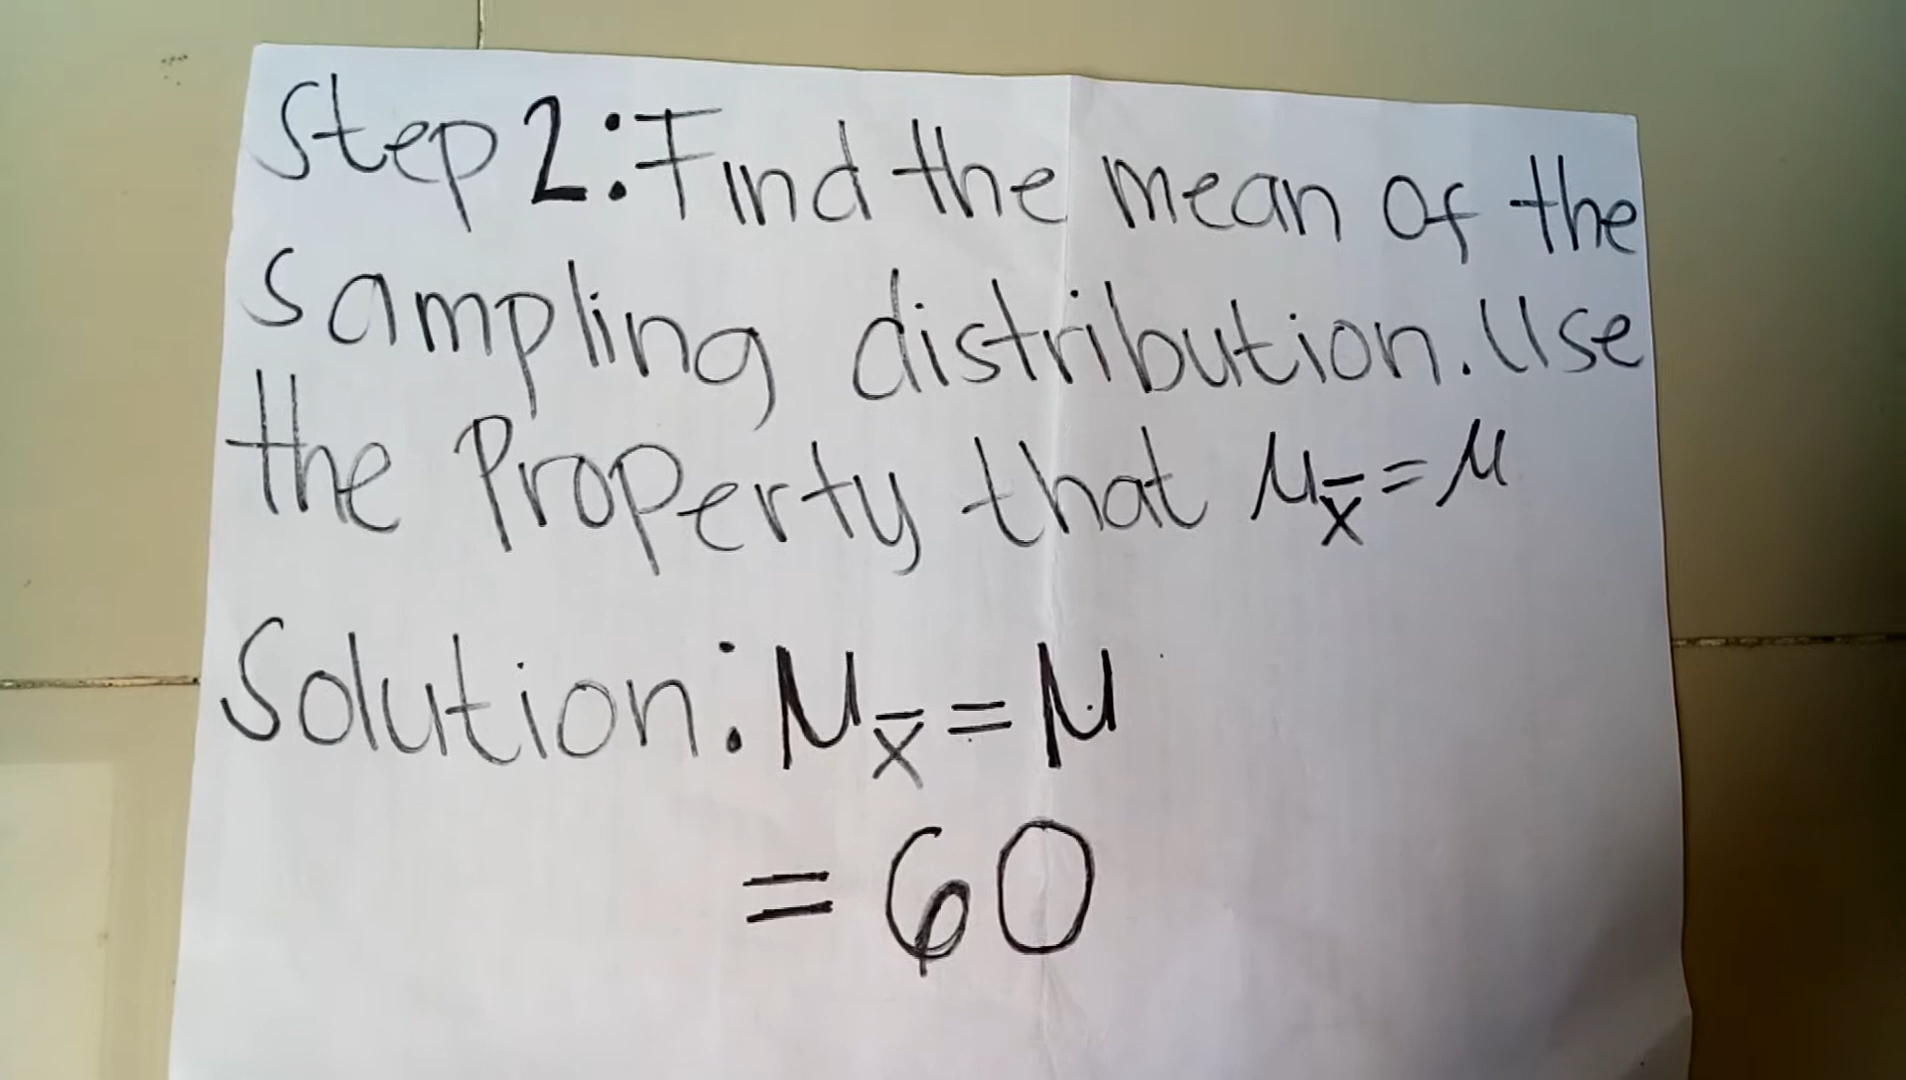 Step 2: Find the mean of the
sampling distribution. Use
the Property that μx̄ = μ
Solution: μx̄ = μ
= 60